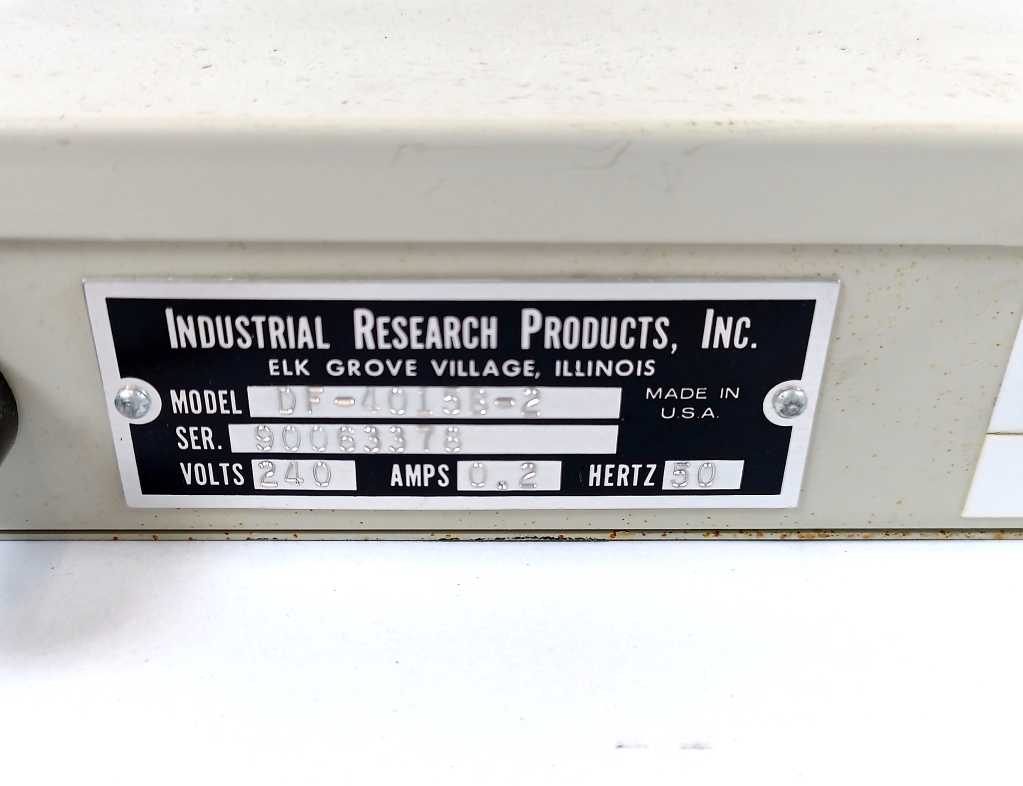 INDUSTRIAL RESEARCH PRODUCTS, INC.
ELK GROVE VILLAGE, ILLINOIS
MODEL DF-4015B-2
MADE IN
U.S.A.
SER. 90063378
VOLTS 240 AMPS 0.2 HERTZ 50